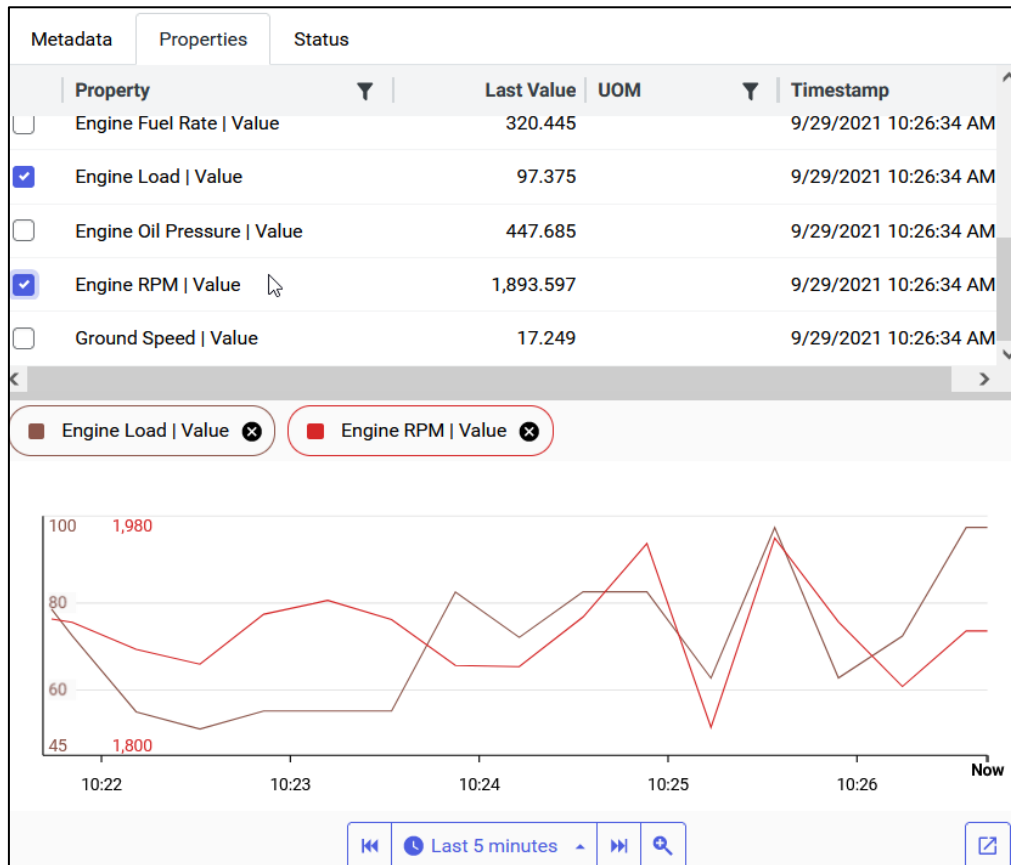 Metadata Properties Status
Property Last Value UOM Timestamp
Engine Fuel Rate | Value 320.445 9/29/2021 10:26:34 AM
Engine Load | Value 97.375 9/29/2021 10:26:34 AM
Engine Oil Pressure | Value 447.685 9/29/2021 10:26:34 AM
Engine RPM | Value 1,893.597 9/29/2021 10:26:34 AM
Ground Speed | Value 17.249 9/29/2021 10:26:34 AM
Engine Load | Value Engine RPM | Value
100 1,980
80
60
45 1,800
10:22 10:23 10:24 10:25 10:26 Now
Last 5 minutes